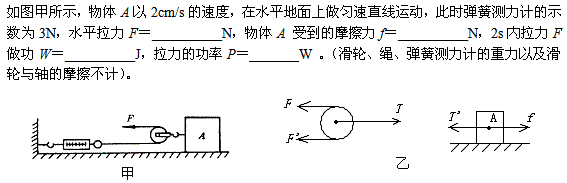 如图甲所示，物体 A 以 2cm/s 的速度，在水平地面上做匀速直线运动，此时弹簧测力计的示
数为 3N，水平拉力 F＝__________N，物体 A 受到的摩擦力 f＝__________N，2s 内拉力 F
做功 W＝__________J，拉力的功率 P＝_______W 。（滑轮、绳、弹簧测力计的重力以及滑
轮与轴的摩擦不计）。
F
A
甲
F
T
F'
乙
T'
A
f